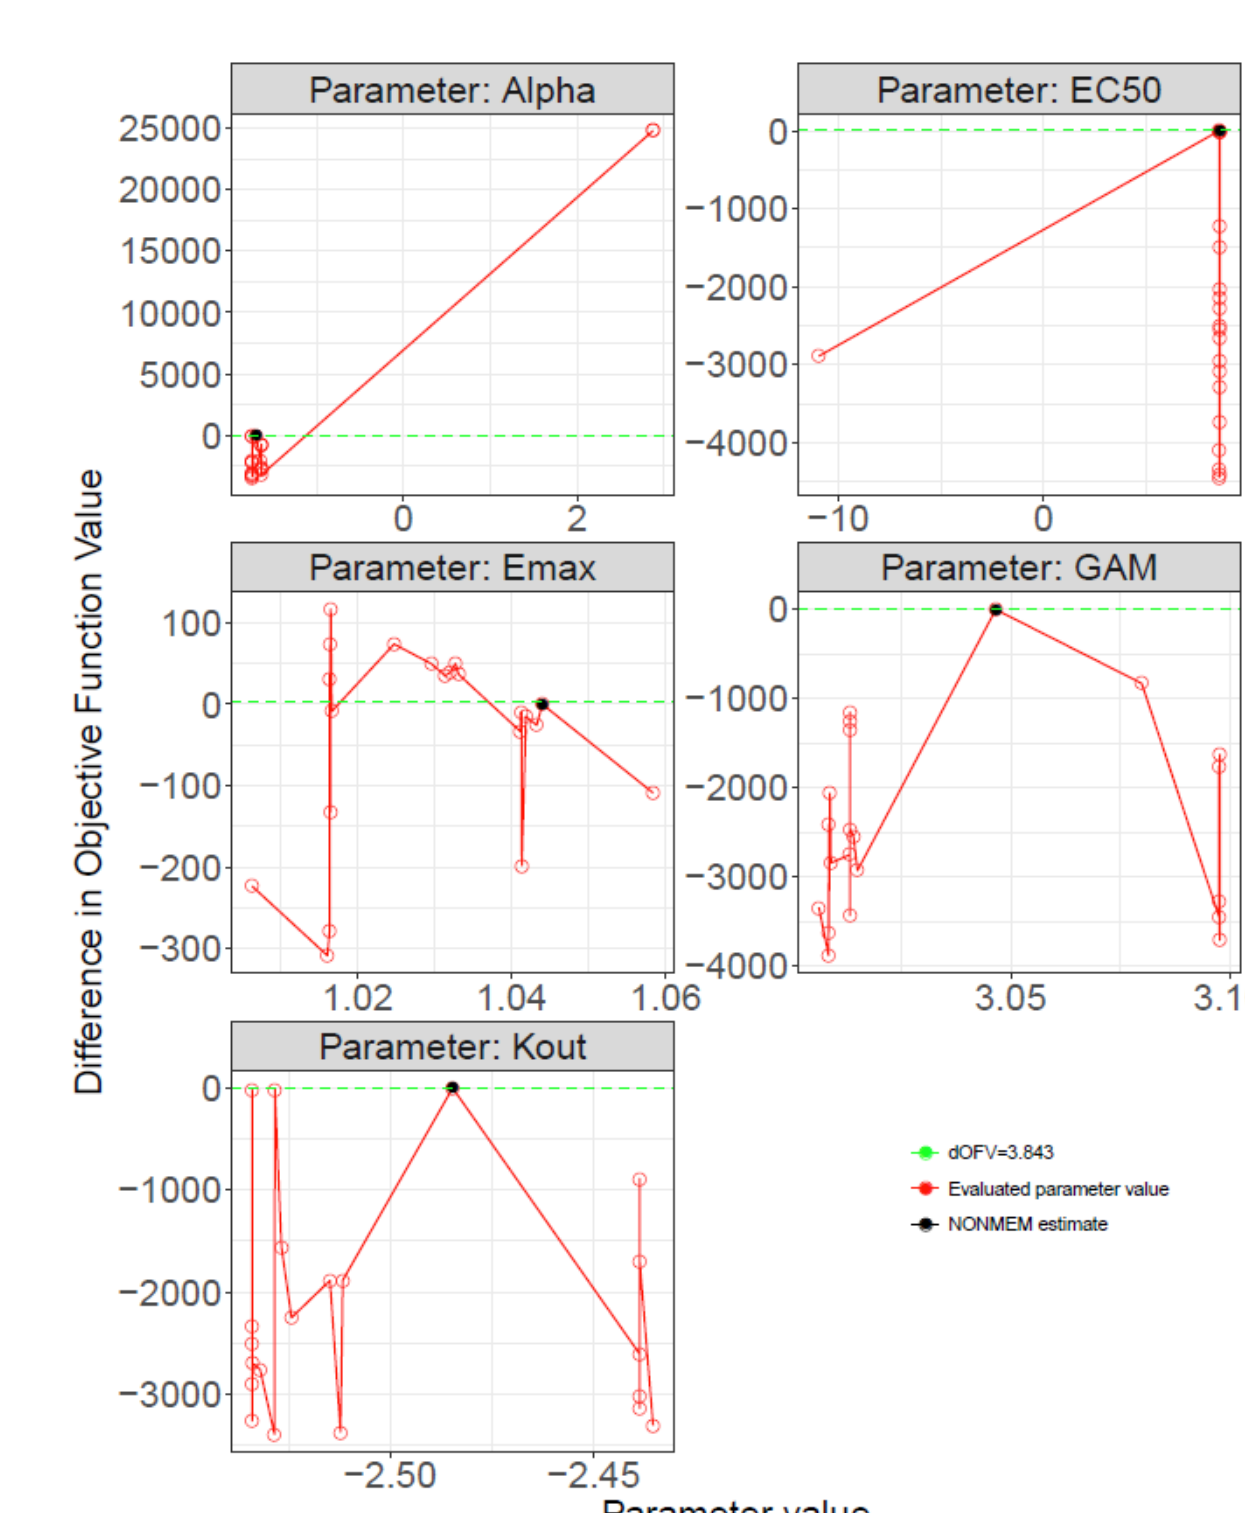 Parameter: Alpha
25000
20000
15000
10000
5000
0
0 2
Parameter: EC50
0
−1000
−2000
−3000
−4000
−10 0
Difference in Objective Function Value
Parameter: Emax
100
0
−100
−200
−300
1.02 1.04 1.06
Parameter: GAM
0
−1000
−2000
−3000
−4000
3.05 3.1
Parameter: Kout
0
−1000
−2000
−3000
−2.50 −2.45
dOFV=3.843
Evaluated parameter value
NONMEM estimate
Parameter value